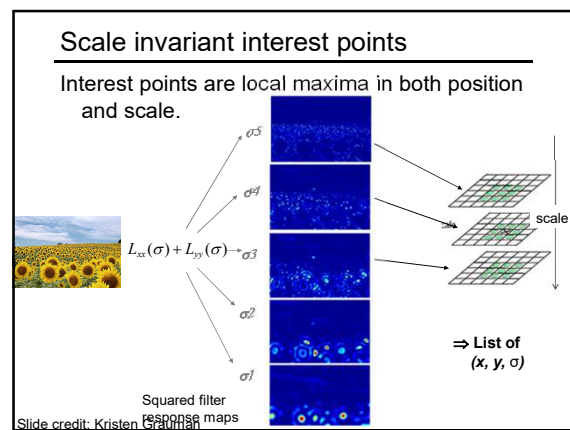 Scale invariant interest points
Interest points are local maxima in both position
and scale.
σ5
σ4
L_xx(σ) + L_yy(σ)
σ3
σ2
σ1
scale
⇒ List of
(x, y, σ)
Squared filter
response maps
Slide credit: Kristen Grauman